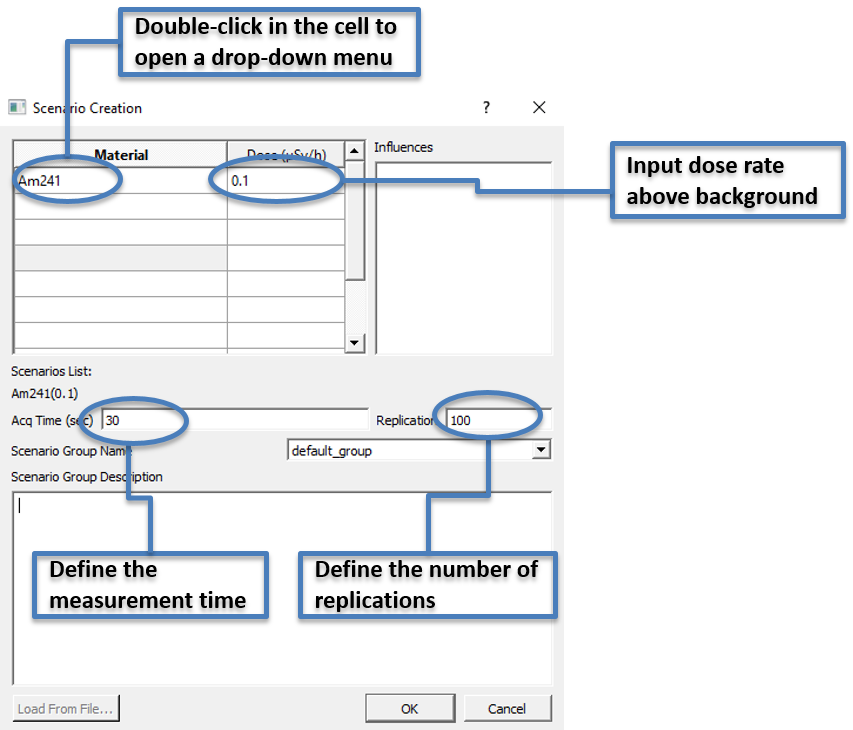 Double-click in the cell to
open a drop-down menu
Scenario Creation
?
Material
Dose (µSv/h)
Influences
Am241
0.1
Input dose rate
above background
Scenarios List:
Am241(0.1)
Acq Time (sec)
30
Replication
100
Scenario Group Name
default_group
Scenario Group Description
Define the
measurement time
Define the number of
replications
Load From File...
OK
Cancel